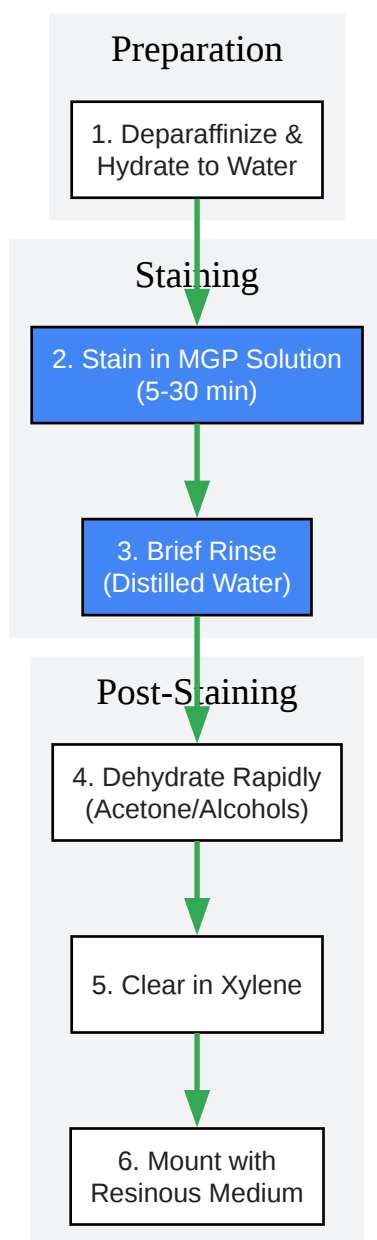 Preparation
1. Deparaffinize &
Hydrate to Water
Staining
2. Stain in MGP Solution
(5-30 min)
3. Brief Rinse
(Distilled Water)
Post-Staining
4. Dehydrate Rapidly
(Acetone/Alcohols)
5. Clear in Xylene
6. Mount with
Resinous Medium